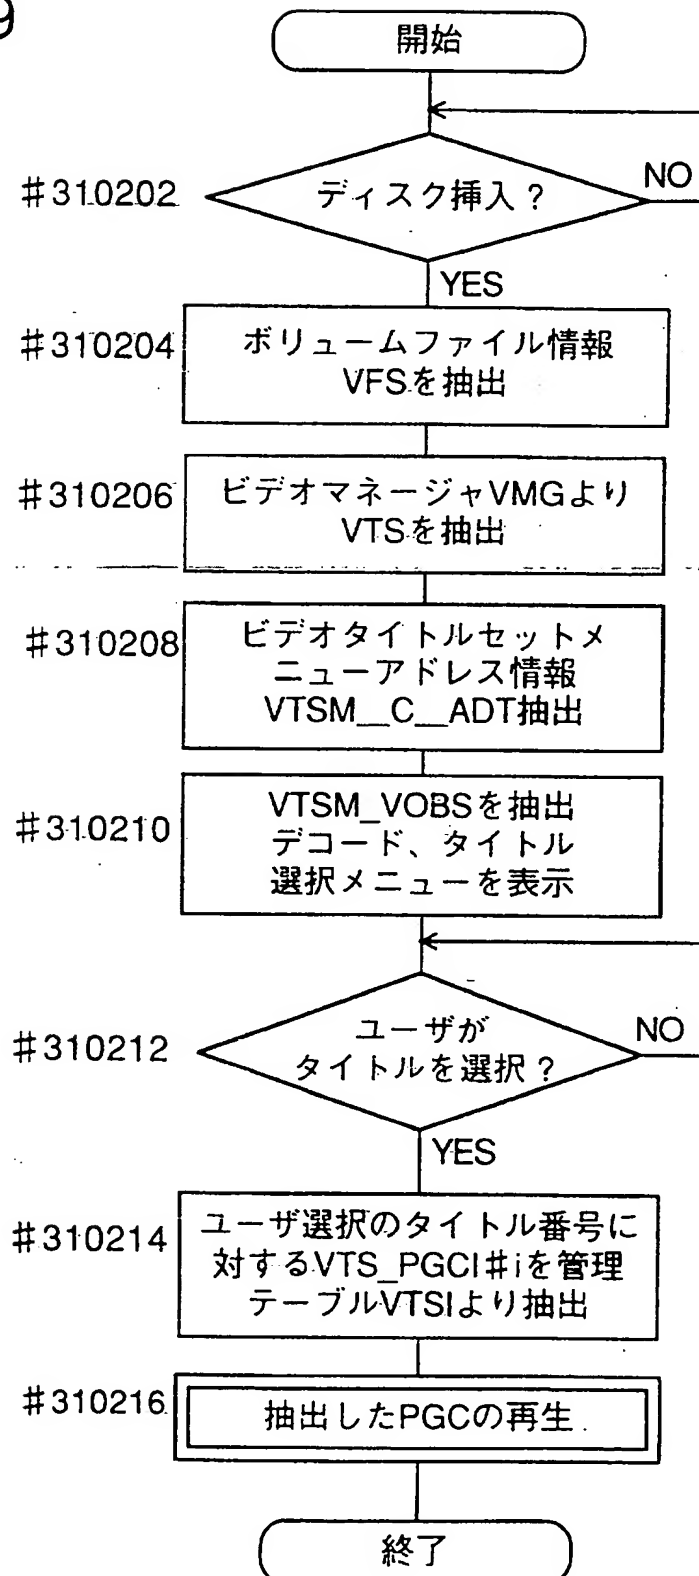 9
開始
#310202
ディスク挿入？
NO
YES
#310204
ボリュームファイル情報
VFSを抽出
#310206
ビデオマネージャVMGより
VTSを抽出
#310208
ビデオタイトルセットメ
ニューアドレス情報
VTSM__C__ADT抽出
#310210
VTSM_VOBSを抽出
デコード、タイトル
選択メニューを表示
#310212
ユーザが
タイトルを選択？
NO
YES
#310214
ユーザ選択のタイトル番号に
対するVTS_PGCI#iを管理
テーブルVTSIより抽出
#310216
抽出したPGCの再生
終了